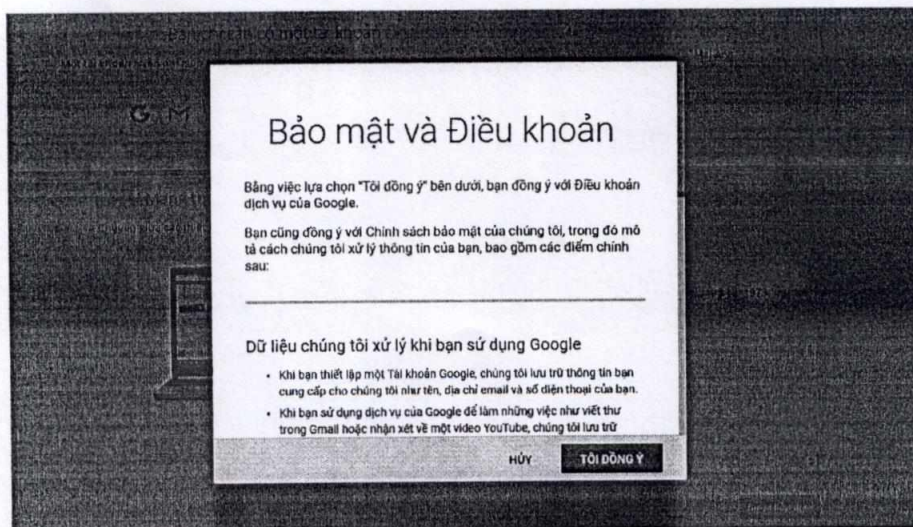 Bảo mật và Điều khoản
Bằng việc lựa chọn "Tôi đồng ý" bên dưới, bạn đồng ý với Điều khoản
dịch vụ của Google.
Bạn cũng đồng ý với Chính sách bảo mật của chúng tôi, trong đó mô
tả cách chúng tôi xử lý thông tin của bạn, bao gồm các điểm chính
sau:
Dữ liệu chúng tôi xử lý khi bạn sử dụng Google
• Khi bạn thiết lập một Tài khoản Google, chúng tôi lưu trữ thông tin bạn
cung cấp cho chúng tôi như tên, địa chỉ email và số điện thoại của bạn.
• Khi bạn sử dụng dịch vụ của Google để làm những việc như viết thư
trong Gmail hoặc nhận xét về một video YouTube, chúng tôi lưu trữ
HỦY
TÔI ĐỒNG Ý